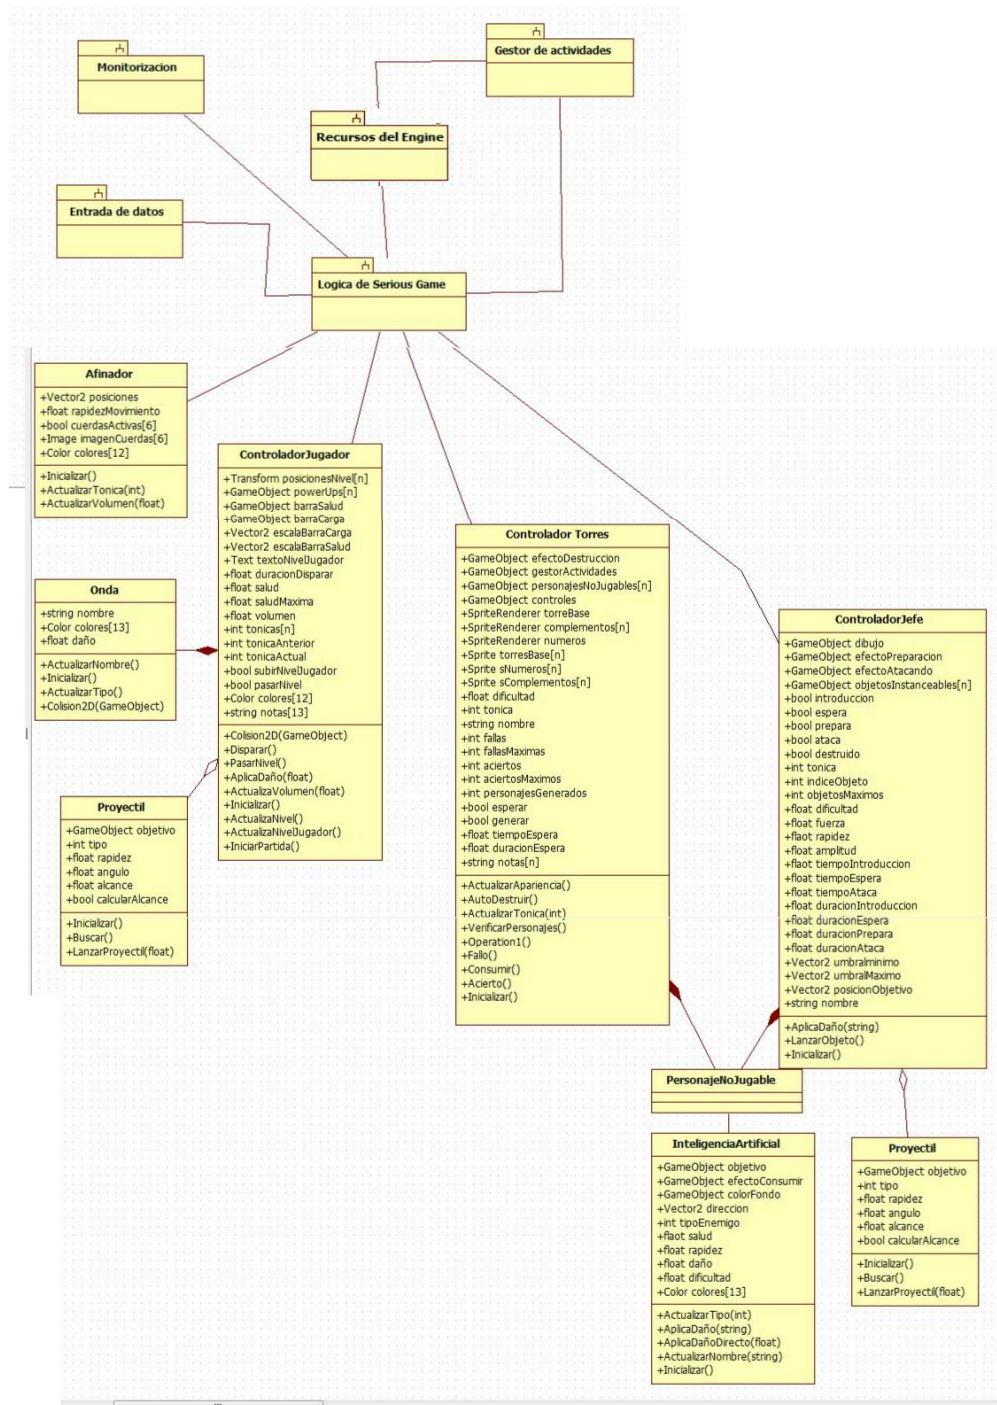 Gestor de actividades
Monitorizacion
Recursos del Engine
Entrada de datos
Logica de Serious Game
Afinador
+Vector2 posiciones
+float rapidezMovimiento
+bool cuerdasActivas[6]
+Image imagenCuerdas[6]
+Color colores[12]
+Inicializar()
+ActualizarTonica(int)
+ActualizarVolumen(float)
ControladorJugador
+Transform posicionesNivel[n]
+GameObject powerUps[n]
+GameObject barraSalud
+GameObject barraCarga
+Vector2 escalaBarraCarga
+Vector2 escalaBarraSalud
+Text textoNivelJugador
+float duracionDisparar
+float salud
+float saludMaxima
+float volumen
+int tonicas[n]
+int tonicaAnterior
+int tonicaActual
+bool subirNivelJugador
+bool pasarNivel
+Color colores[12]
+string notas[13]
+Colision2D(GameObject)
+Disparar()
+PasarNivel()
+AplicaDaño(float)
+ActualizaVolumen(float)
+Inicializar()
+ActualizaNivel()
+ActualizaNivelJugador()
+IniciarPartida()
Onda
+string nombre
+Color colores[13]
+float daño
+ActualizarNombre()
+Inicializar()
+ActualizarTipo()
+Colision2D(GameObject)
Proyectil
+GameObject objetivo
+int tipo
+float rapidez
+float angulo
+float alcance
+bool calcularAlcance
+Inicializar()
+Buscar()
+LanzarProyectil(float)
Controlador Torres
+GameObject efectoDestruccion
+GameObject gestorActividades
+GameObject personajesNoJugables[n]
+GameObject controles
+SpriteRenderer torreBase
+SpriteRenderer complementos[n]
+SpriteRenderer numeros
+Sprite torresBase[n]
+Sprite sNumeros[n]
+Sprite sComplementos[n]
+float dificultad
+int tonica
+string nombre
+int fallas
+int fallasMaximas
+int aciertos
+int aciertosMaximos
+int personajesGenerados
+bool esperar
+bool generar
+float tiempoEspera
+float duracionEspera
+string notas[n]
+ActualizarApariencia()
+AutoDestruir()
+ActualizarTonica(int)
+VerificarPersonajes()
+Operation1()
+Fallo()
+Consumir()
+Acierto()
+Inicializar()
ControladorJefe
+GameObject dibujo
+GameObject efectoPreparacion
+GameObject efectoAtacando
+GameObject objetosInstanceables[n]
+bool introduccion
+bool espera
+bool prepara
+bool ataca
+bool destruido
+int tonica
+int indiceObjeto
+int objetosMaximos
+float dificultad
+float fuerza
+flaot rapidez
+float amplitud
+flaot tiempoIntroduccion
+float tiempoEspera
+float tiempoAtaca
+float duracionIntroduccion
+float duracionEspera
+float duracionPrepara
+float duracionAtaca
+Vector2 umbralminimo
+Vector2 umbralMaximo
+Vector2 posicionObjetivo
+string nombre
+AplicaDaño(string)
+LanzarObjeto()
+Inicializar()
PersonajeNoJugable
InteligenciaArtificial
+GameObject objetivo
+GameObject efectoConsumir
+GameObject colorFondo
+Vector2 direccion
+int tipoEnemigo
+flaot salud
+float rapidez
+float daño
+float dificultad
+Color colores[13]
+ActualizarTipo(int)
+AplicaDaño(string)
+AplicaDañoDirecto(float)
+ActualizarNombre(string)
+Inicializar()
Proyectil
+GameObject objetivo
+int tipo
+float rapidez
+float angulo
+float alcance
+bool calcularAlcance
+Inicializar()
+Buscar()
+LanzarProyectil(float)